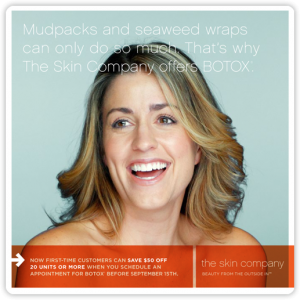 Mudpacks and seaweed wraps
can only do so much. That's why
The Skin Company offers BOTOX®.
NOW FIRST-TIME CUSTOMERS CAN SAVE $50 OFF
20 UNITS OR MORE WHEN YOU SCHEDULE AN
APPOINTMENT FOR BOTOX® BEFORE SEPTEMBER 15TH.
the skin company
BEAUTY FROM THE OUTSIDE IN™